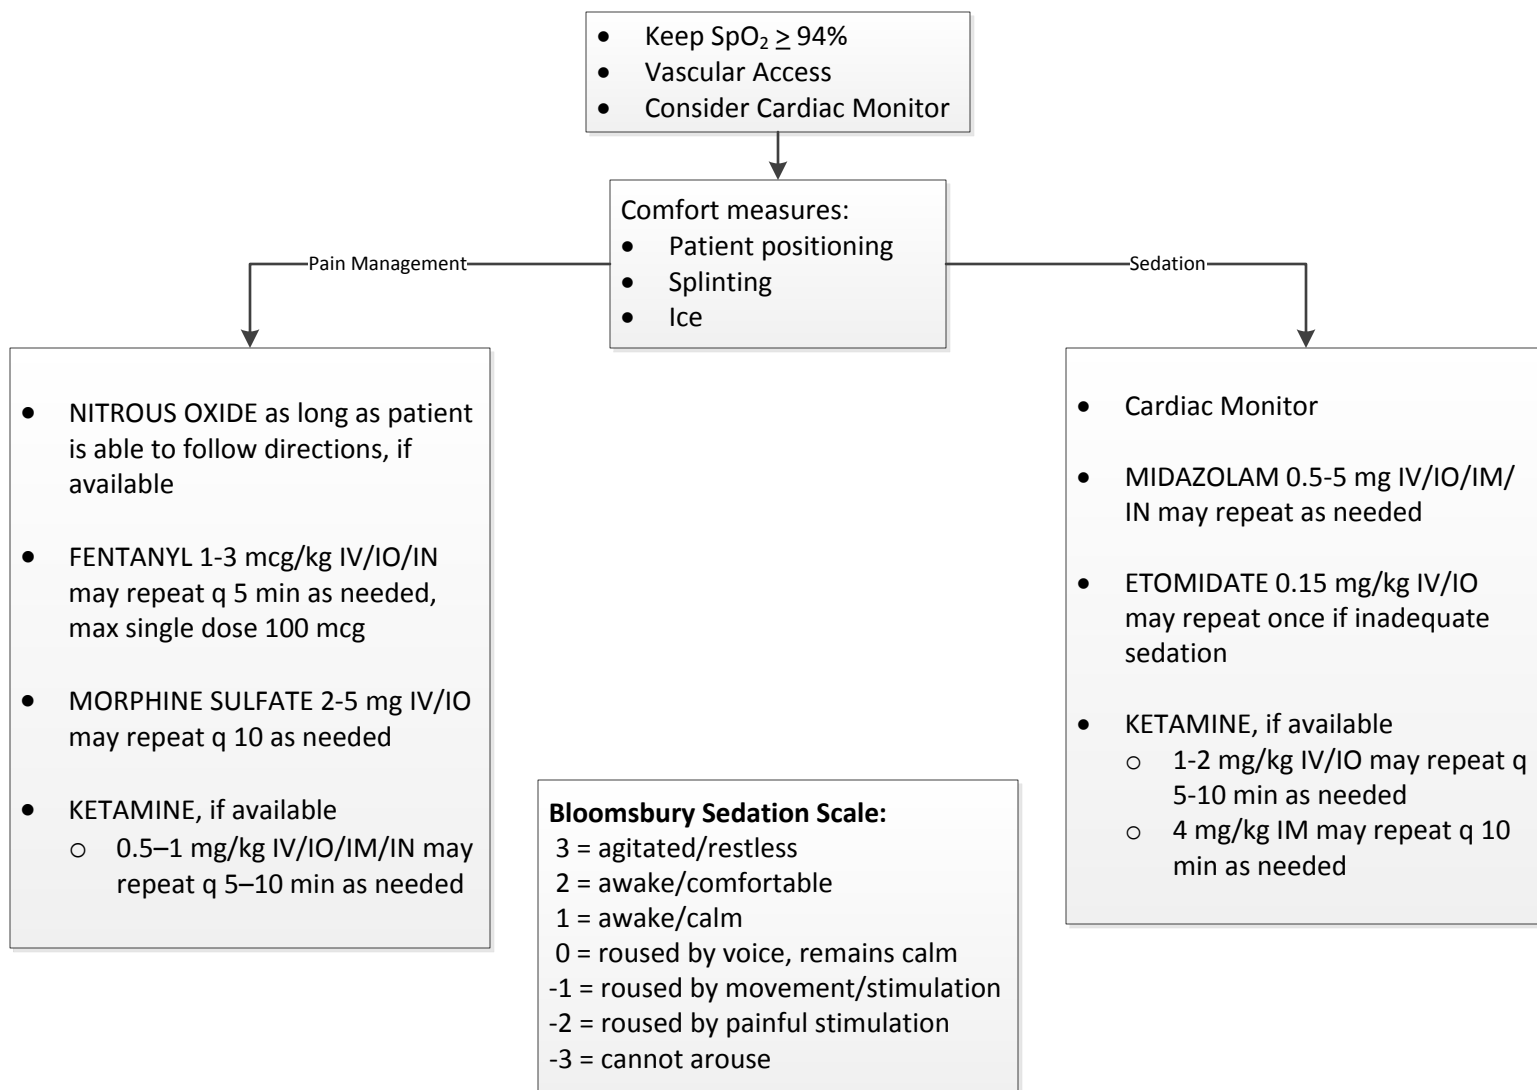 • Keep SpO₂ ≥ 94%
• Vascular Access
• Consider Cardiac Monitor
Comfort measures:
• Patient positioning
• Splinting
• Ice
Pain Management
Sedation
• NITROUS OXIDE as long as patient
is able to follow directions, if
available
• FENTANYL 1-3 mcg/kg IV/IO/IN
may repeat q 5 min as needed,
max single dose 100 mcg
• MORPHINE SULFATE 2-5 mg IV/IO
may repeat q 10 as needed
• KETAMINE, if available
o 0.5–1 mg/kg IV/IO/IM/IN may
repeat q 5–10 min as needed
• Cardiac Monitor
• MIDAZOLAM 0.5-5 mg IV/IO/IM/
IN may repeat as needed
• ETOMIDATE 0.15 mg/kg IV/IO
may repeat once if inadequate
sedation
• KETAMINE, if available
o 1-2 mg/kg IV/IO may repeat q
5-10 min as needed
o 4 mg/kg IM may repeat q 10
min as needed
Bloomsbury Sedation Scale:
3 = agitated/restless
2 = awake/comfortable
1 = awake/calm
0 = roused by voice, remains calm
-1 = roused by movement/stimulation
-2 = roused by painful stimulation
-3 = cannot arouse